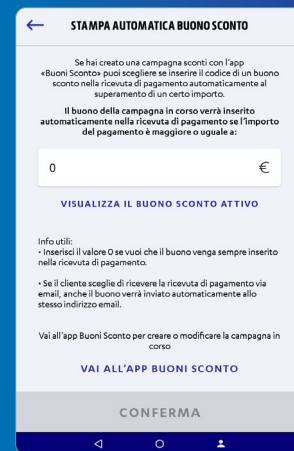 STAMPA AUTOMATICA BUONO SCONTO
Se hai creato una campagna sconti con l'app
«Buoni Sconto» puoi scegliere se inserire il codice di un buono
sconto nella ricevuta di pagamento automaticamente al
superamento di un certo importo.
Il buono della campagna in corso verrà inserito
automaticamente nella ricevuta di pagamento se l'importo
del pagamento è maggiore o uguale a:
0 €
VISUALIZZA IL BUONO SCONTO ATTIVO
Info utili:
• Inserisci il valore 0 se vuoi che il buono venga sempre inserito
nella ricevuta di pagamento.
• Se il cliente sceglie di ricevere la ricevuta di pagamento via
email, anche il buono verrà inviato automaticamente allo
stesso indirizzo email.
Vai all'app Buoni Sconto per creare o modificare la campagna in
corso
VAI ALL'APP BUONI SCONTO
CONFERMA